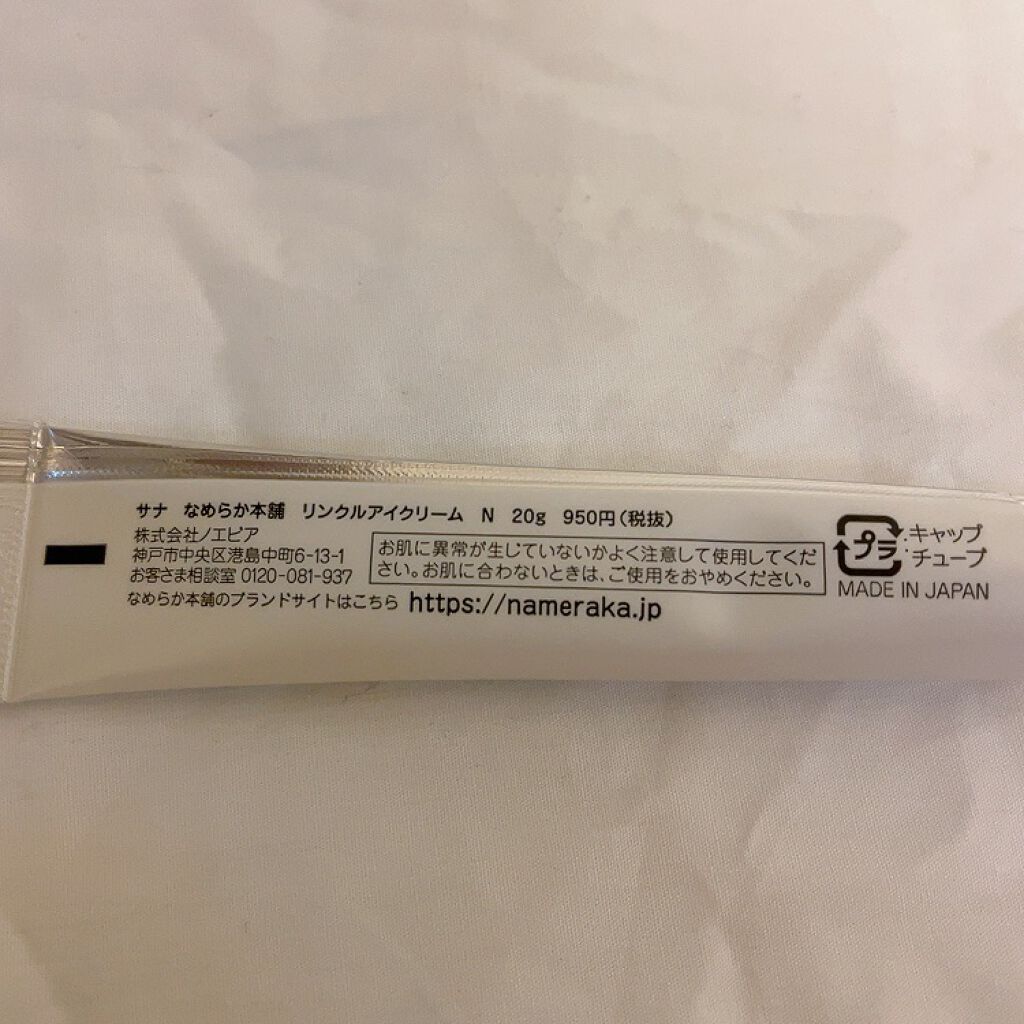 サナ なめらか本舗 リンクルアイクリーム N 20g 950円(税抜)
株式会社ノエビア
神戸市中央区港島中町6-13-1
お客さま相談室 0120-081-937
なめらか本舗のブランドサイトはこちら https://nameraka.jp
お肌に異常が生じていないかよく注意して使用してくだ
さい。お肌に合わないときは、ご使用をおやめください。
プラ :キャップ
チューブ
MADE IN JAPAN